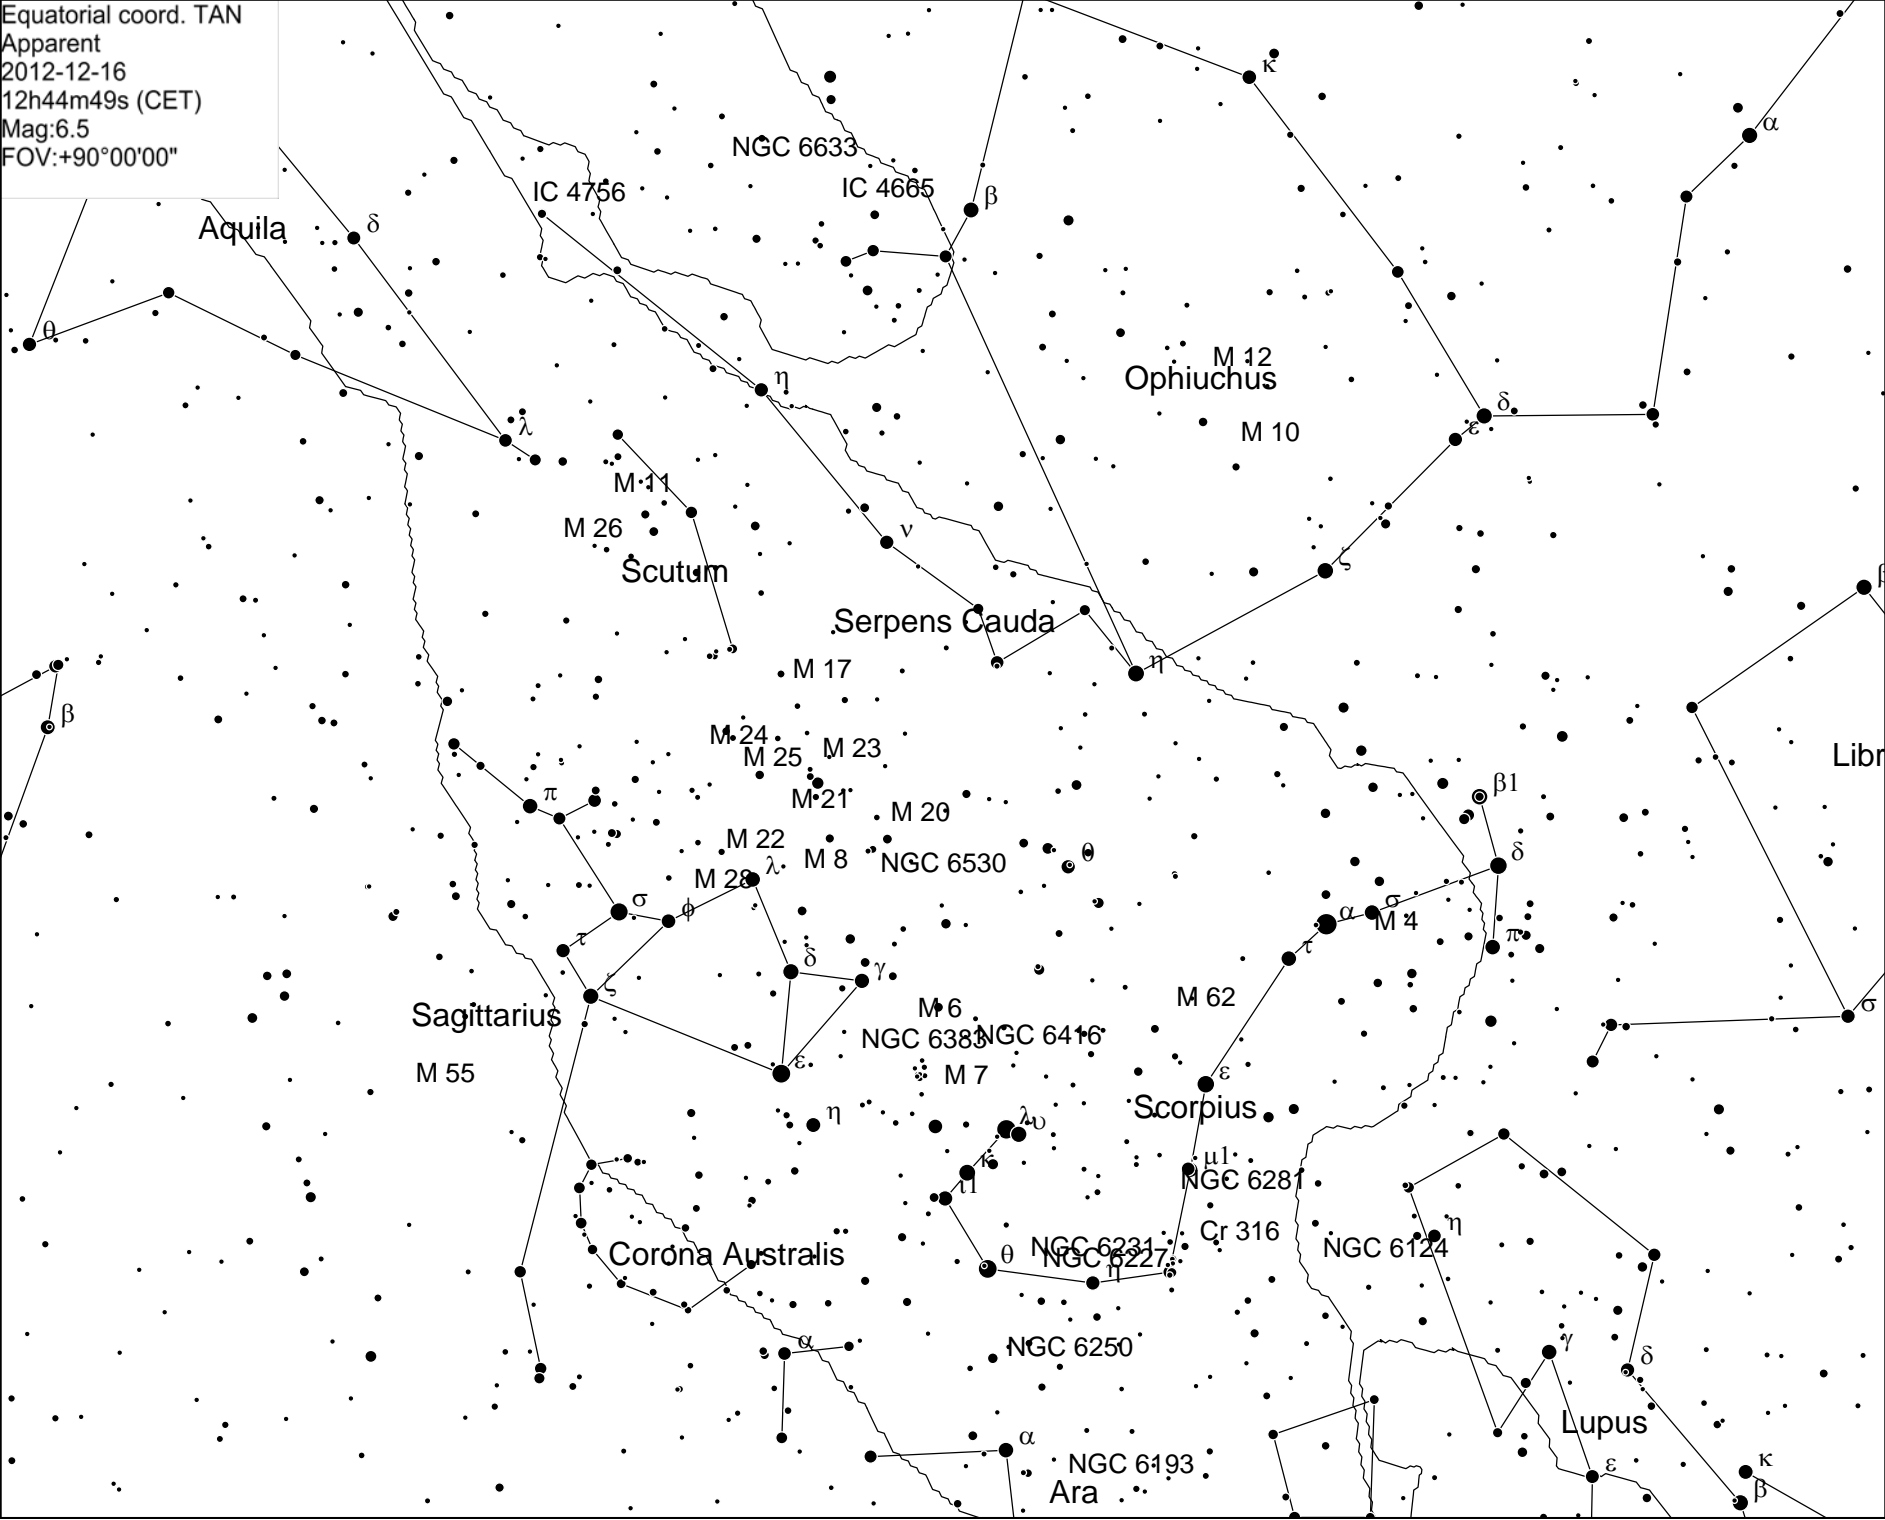 Equatorial coord. TAN
Apparent
2012-12-16
12h44m49s (CET)
Mag:6.5
FOV:+90°00'00"
κ
α
NGC 6633
IC 4756
IC 4665
β
Aquila
δ
θ
M 12
Ophiuchus
η
δ
ε
λ
M 10
M 11
M 26
ν
Scutum
ζ
β
Serpens Cauda
η
M 17
β
M 24
M 25
M 23
Libr
π
M 21
M 20
β1
M 22
M 8
NGC 6530
θ
δ
λ
M 28
σ
ϕ
α
σ
M 4
π
τ
τ
δ
γ
ζ
M 62
σ
Sagittarius
M 6
NGC 6383
NGC 6416
M 55
ε
M 7
ε
Scorpius
η
λ
υ
κ
μ1
NGC 6281
ι1
Cr 316
η
NGC 6124
Corona Australis
θ
NGC 6231
NGC 6227
η
α
NGC 6250
γ
δ
Lupus
α
NGC 6193
ε
κ
Ara
β